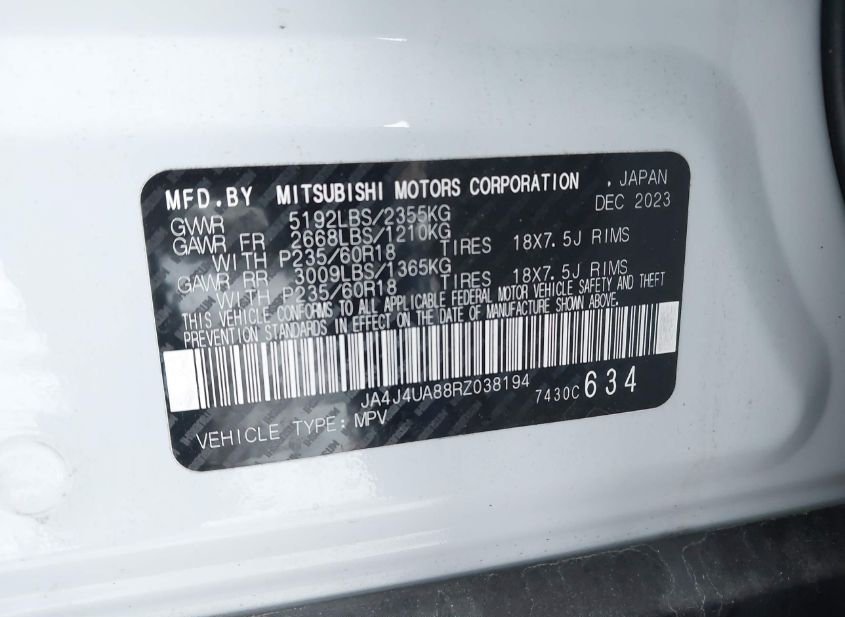 MFD.BY MITSUBISHI MOTORS CORPORATION . JAPAN
DEC 2023
GVWR 5192LBS/2355KG
GAWR FR 2668LBS/1210KG
WITH P235/60R18 TIRES 18X7.5J RIMS
GAWR RR 3009LBS/1365KG
WITH P235/60R18 TIRES 18X7.5J RIMS
THIS VEHICLE CONFORMS TO ALL APPLICABLE FEDERAL MOTOR VEHICLE SAFETY AND THEFT
PREVENTION STANDARDS IN EFFECT ON THE DATE OF MANUFACTURE SHOWN ABOVE.
JA4J4UA88RZ038194 7430C 634
VEHICLE TYPE: MPV